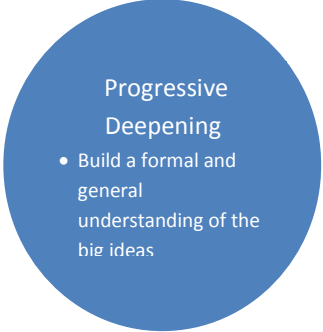 Progressive
Deepening
• Build a formal and
general
understanding of the
big ideas